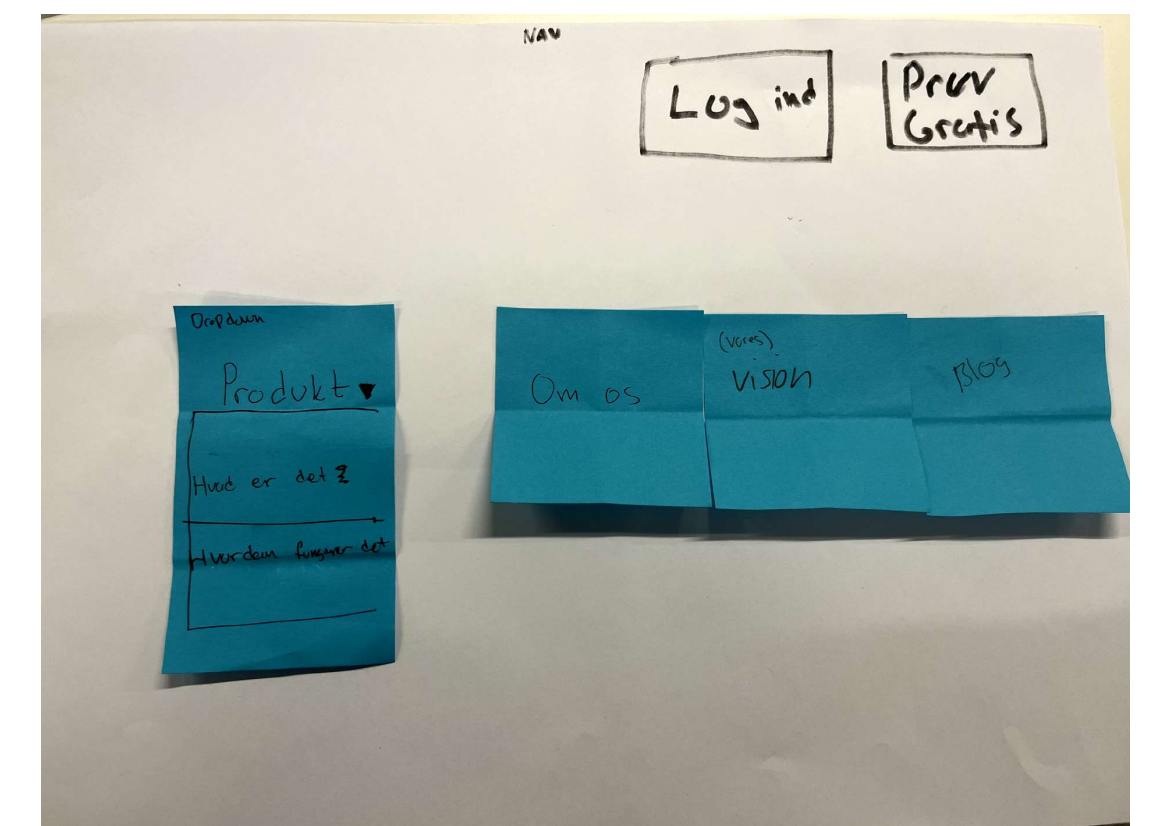 NAV
Log ind
Prøv
Gratis
Dropdown
Produkt ▼
Hvad er det ?
Hvordan fungerer det
Om os
(Vores)
Vision
Blog